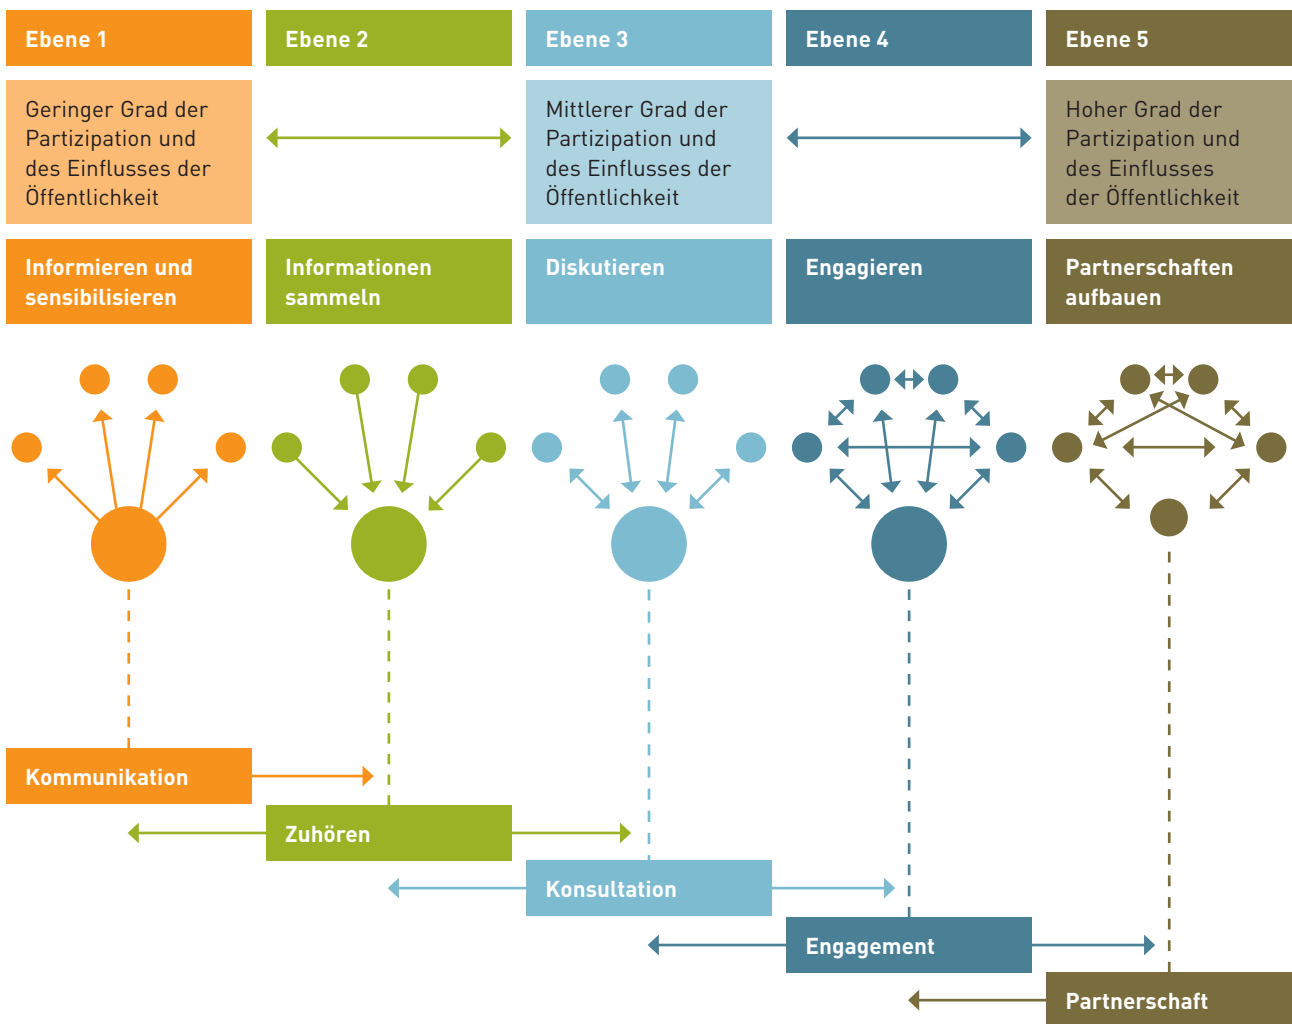 Ebene 1
Ebene 2
Ebene 3
Ebene 4
Ebene 5
Geringer Grad der
Partizipation und
des Einflusses der
Öffentlichkeit
Mittlerer Grad der
Partizipation und
des Einflusses der
Öffentlichkeit
Hoher Grad der
Partizipation und
des Einflusses
der Öffentlichkeit
Informieren und
sensibilisieren
Informationen
sammeln
Diskutieren
Engagieren
Partnerschaften
aufbauen
Kommunikation
Zuhören
Konsultation
Engagement
Partnerschaft